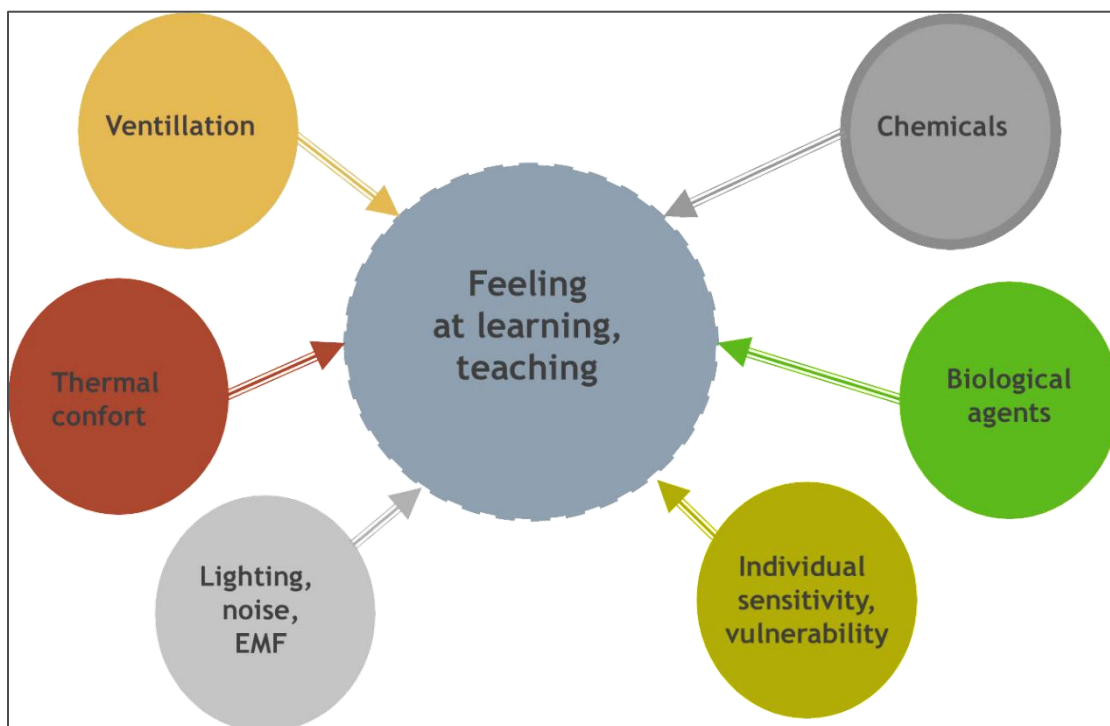 Ventillation
Chemicals
Feeling
at learning,
teaching
Thermal
confort
Biological
agents
Lighting,
noise,
EMF
Individual
sensitivity,
vulnerability